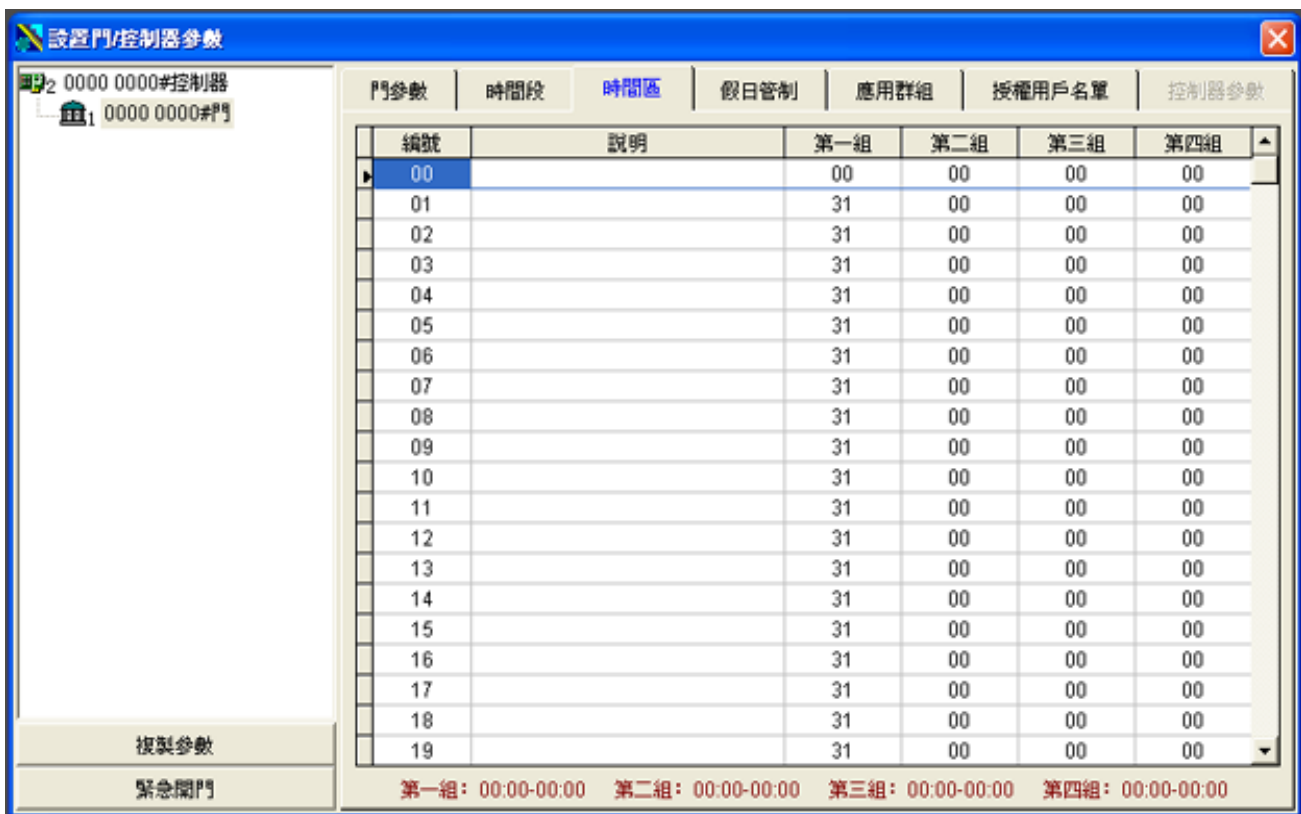 設置門/控制器參數
2 0000 0000#控制器
1 0000 0000#門
門參數 時間段 時間區 假日管制 應用群組 授權用戶名單 控制器參數
編號 說明 第一組 第二組 第三組 第四組
00 00 00 00 00
01 31 00 00 00
02 31 00 00 00
03 31 00 00 00
04 31 00 00 00
05 31 00 00 00
06 31 00 00 00
07 31 00 00 00
08 31 00 00 00
09 31 00 00 00
10 31 00 00 00
11 31 00 00 00
12 31 00 00 00
13 31 00 00 00
14 31 00 00 00
15 31 00 00 00
16 31 00 00 00
17 31 00 00 00
18 31 00 00 00
19 31 00 00 00
複製參數
緊急開門
第一組：00:00-00:00 第二組：00:00-00:00 第三組：00:00-00:00 第四組：00:00-00:00